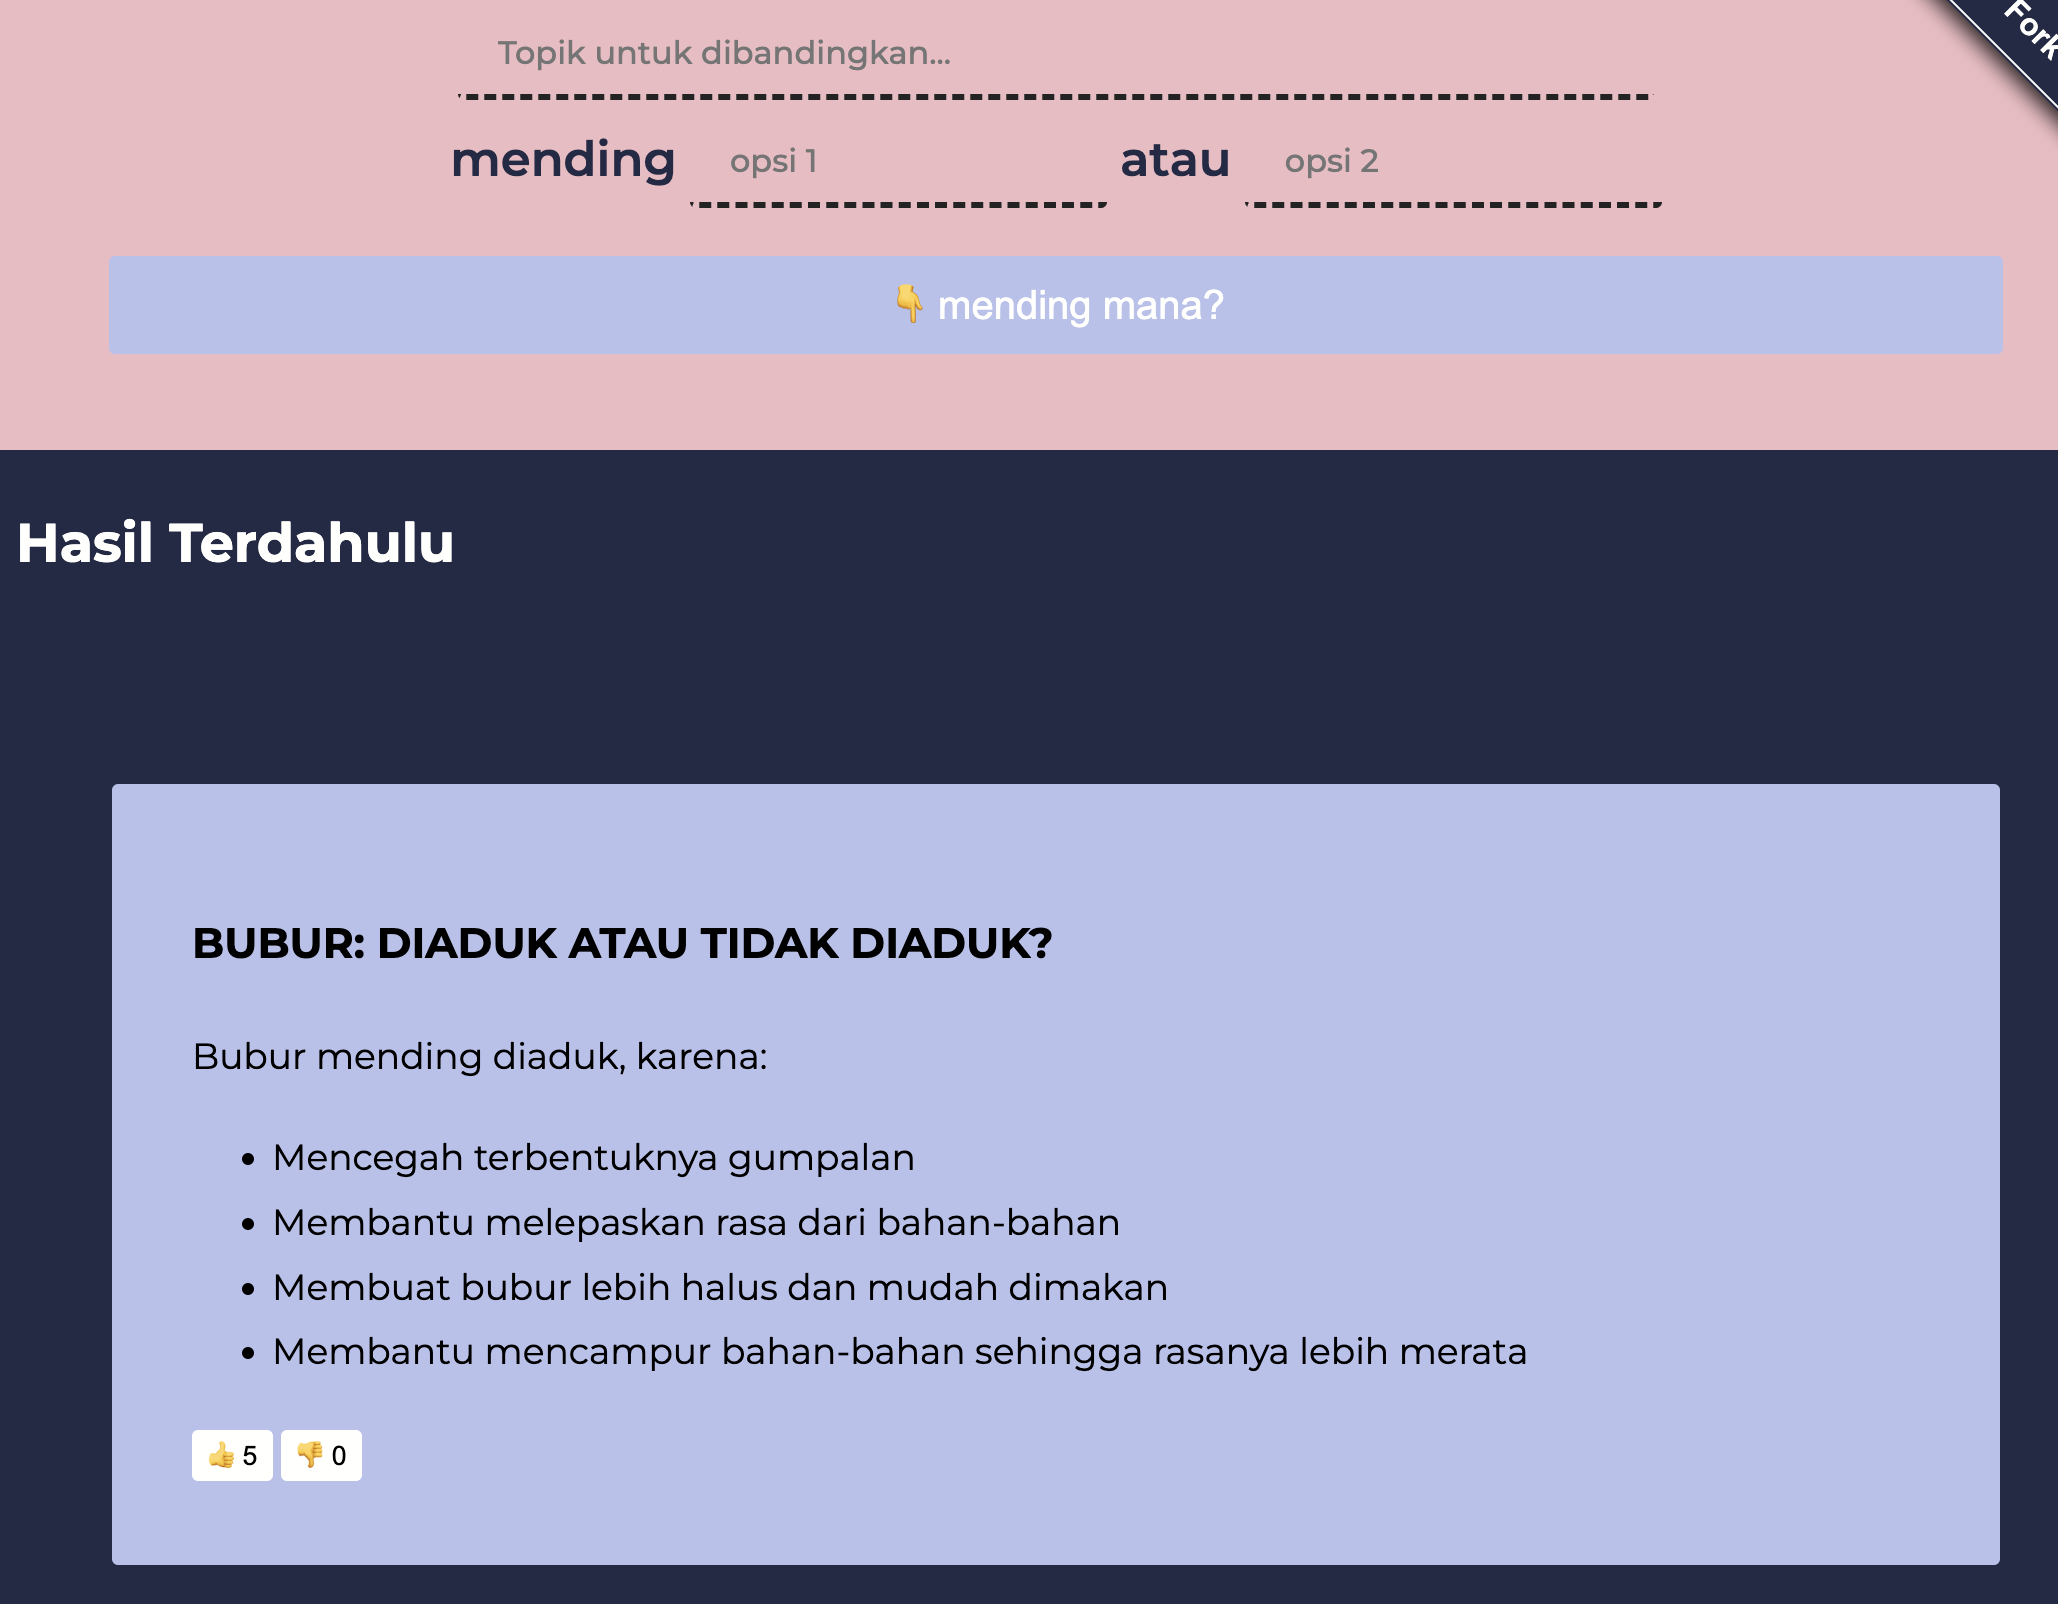 Fork
Topik untuk dibandingkan...
mending opsi 1 atau opsi 2
👇 mending mana?
Hasil Terdahulu
BUBUR: DIADUK ATAU TIDAK DIADUK?
Bubur mending diaduk, karena:
• Mencegah terbentuknya gumpalan
• Membantu melepaskan rasa dari bahan-bahan
• Membuat bubur lebih halus dan mudah dimakan
• Membantu mencampur bahan-bahan sehingga rasanya lebih merata
👍 5 👎 0